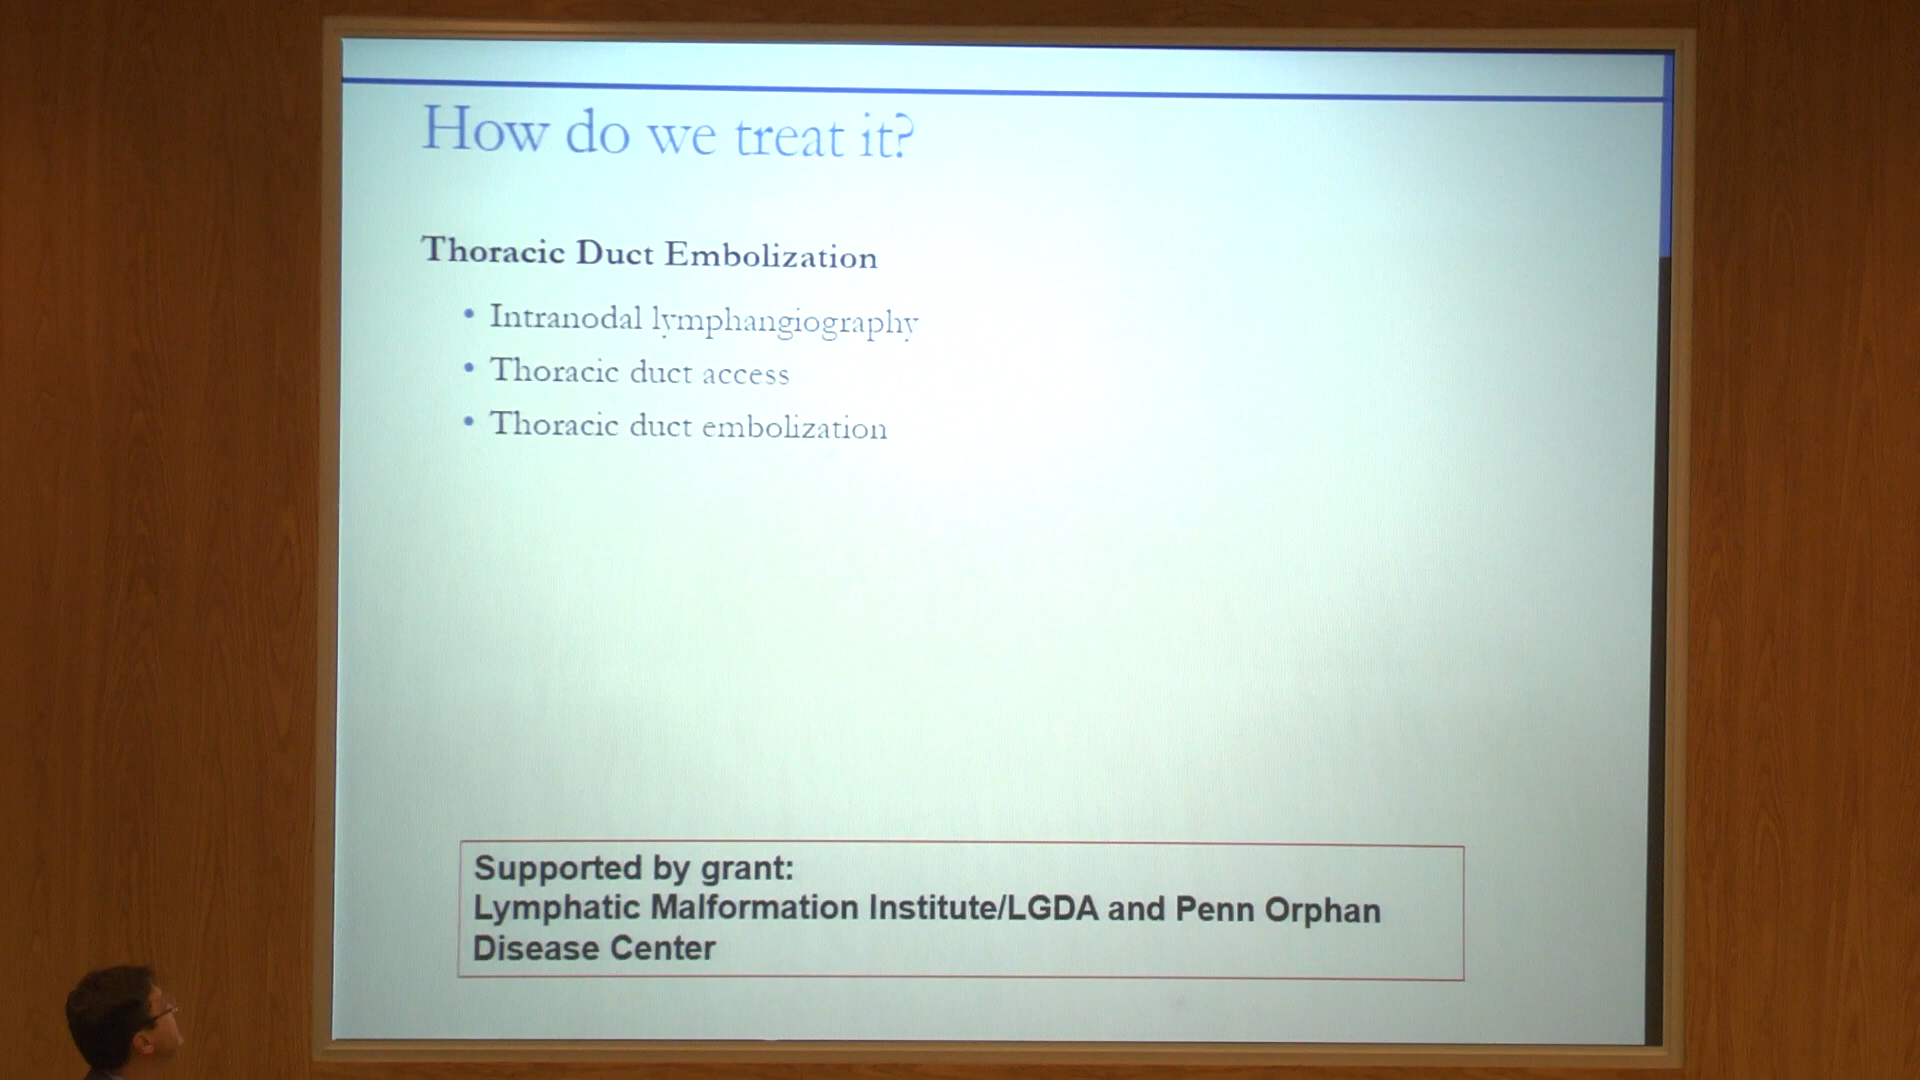 How do we treat it?
Thoracic Duct Embolization
• Intranodal lymphangiography
• Thoracic duct access
• Thoracic duct embolization
Supported by grant:
Lymphatic Malformation Institute/LGDA and Penn Orphan
Disease Center